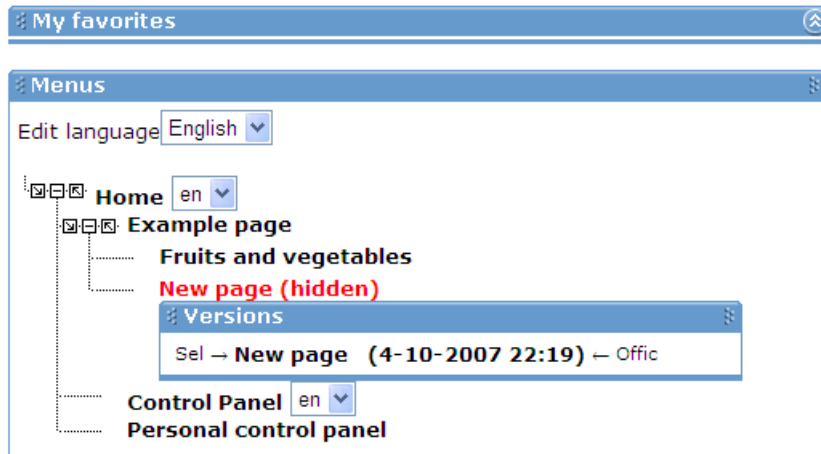 My favorites
Menus
Edit language English
Home en
Example page
Fruits and vegetables
New page (hidden)
Versions
Sel → New page (4-10-2007 22:19) ← Offic
Control Panel en
Personal control panel